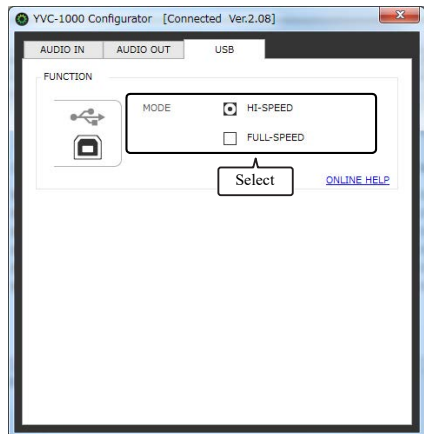 YVC-1000 Configurator [Connected Ver.2.08]
AUDIO IN AUDIO OUT USB
FUNCTION
MODE HI-SPEED
FULL-SPEED
Select
ONLINE HELP